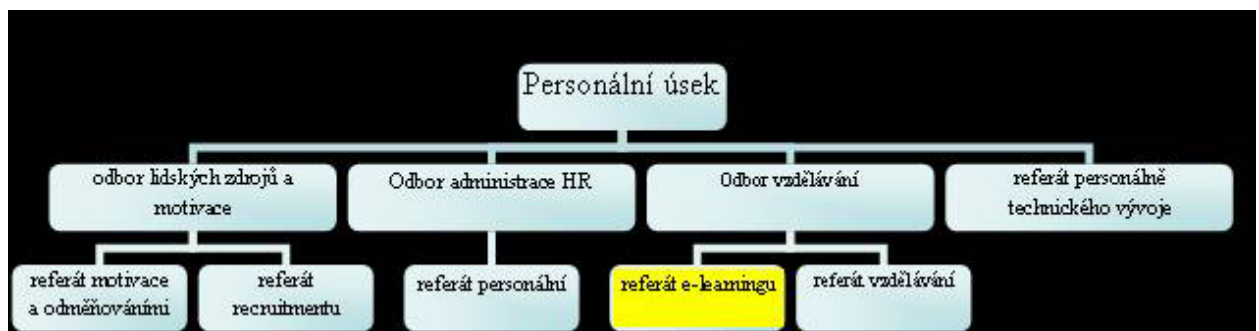 Personální úsek
odbor lidských zdrojů a
motivace
Odbor administrace HR
Odbor vzdělávání
referát personálně
technického vývoje
referát motivace
a odměňováními
referát
recruitmentu
referát personální
referát e-learningu
referát vzdělávání